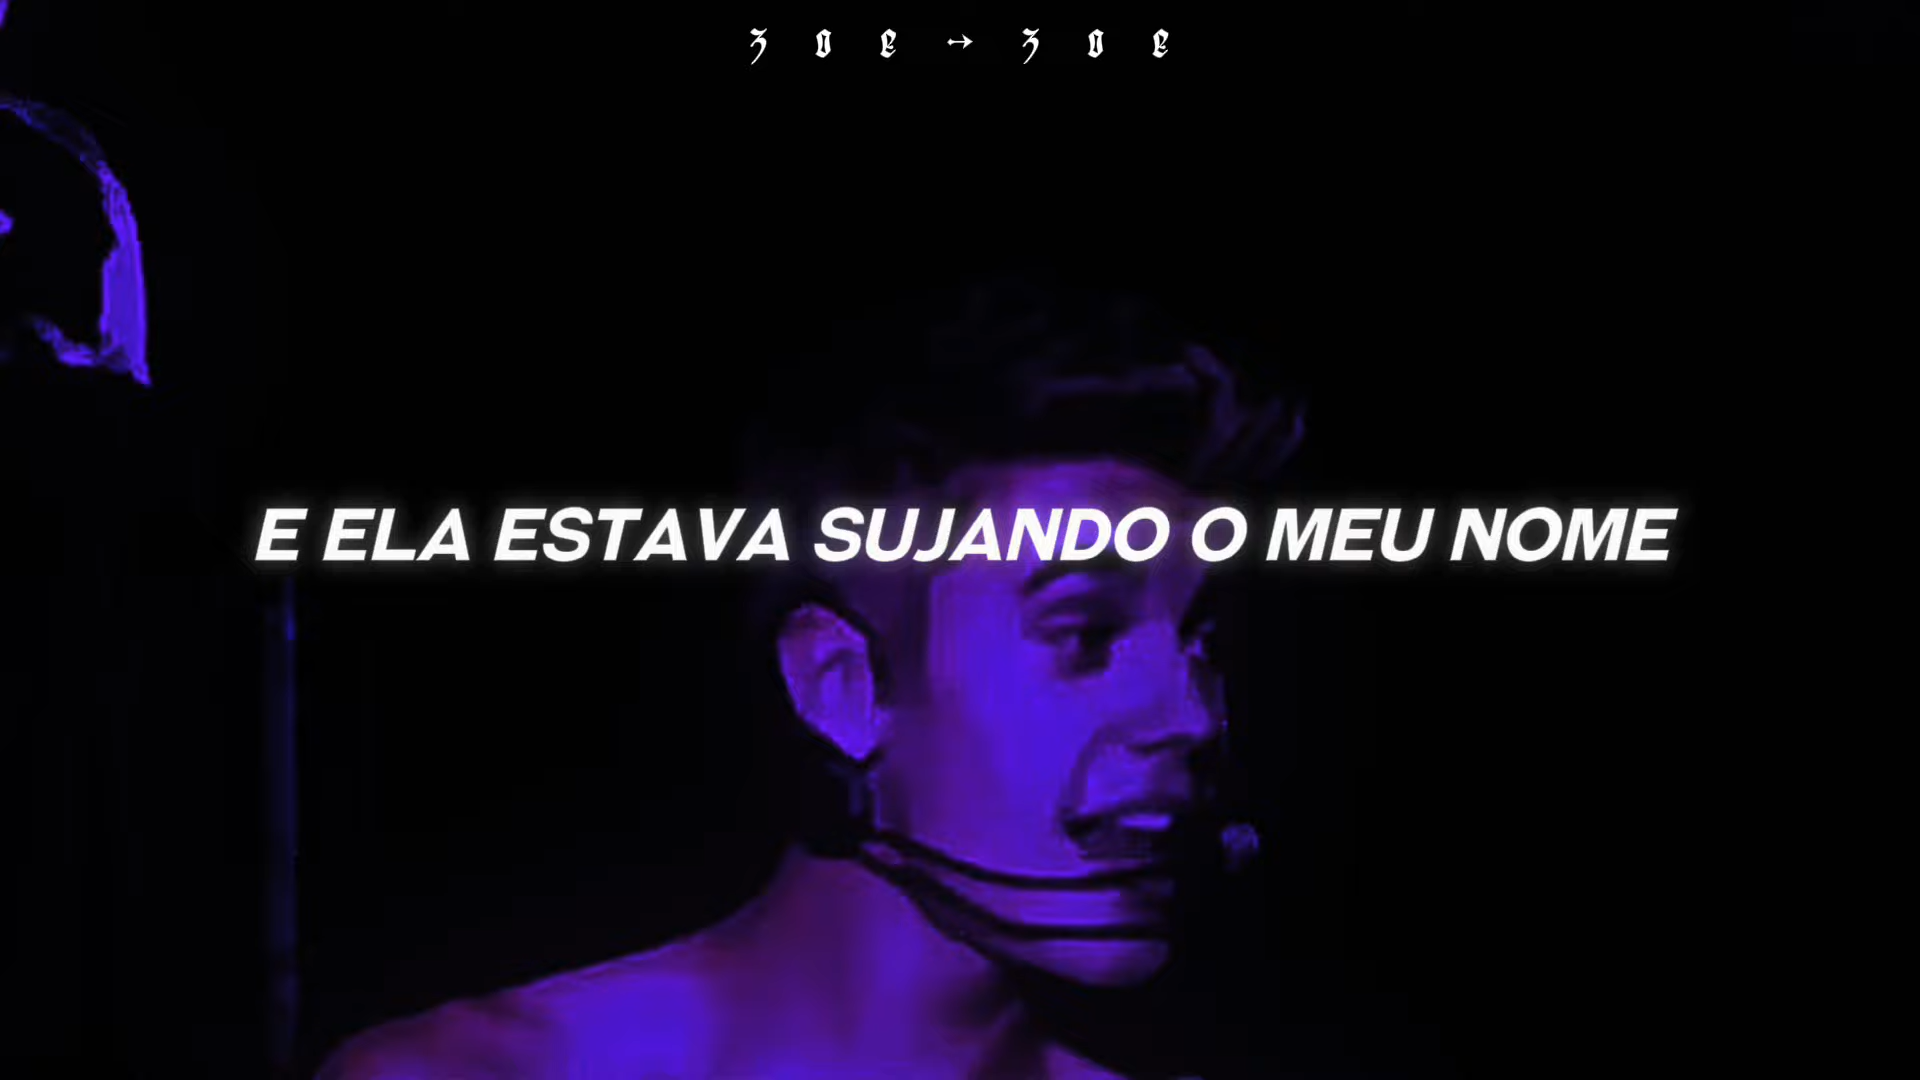 𝖟 𝖔 𝖊 ➙ 𝖟 𝖔 𝖊
E ELA ESTAVA SUJANDO O MEU NOME